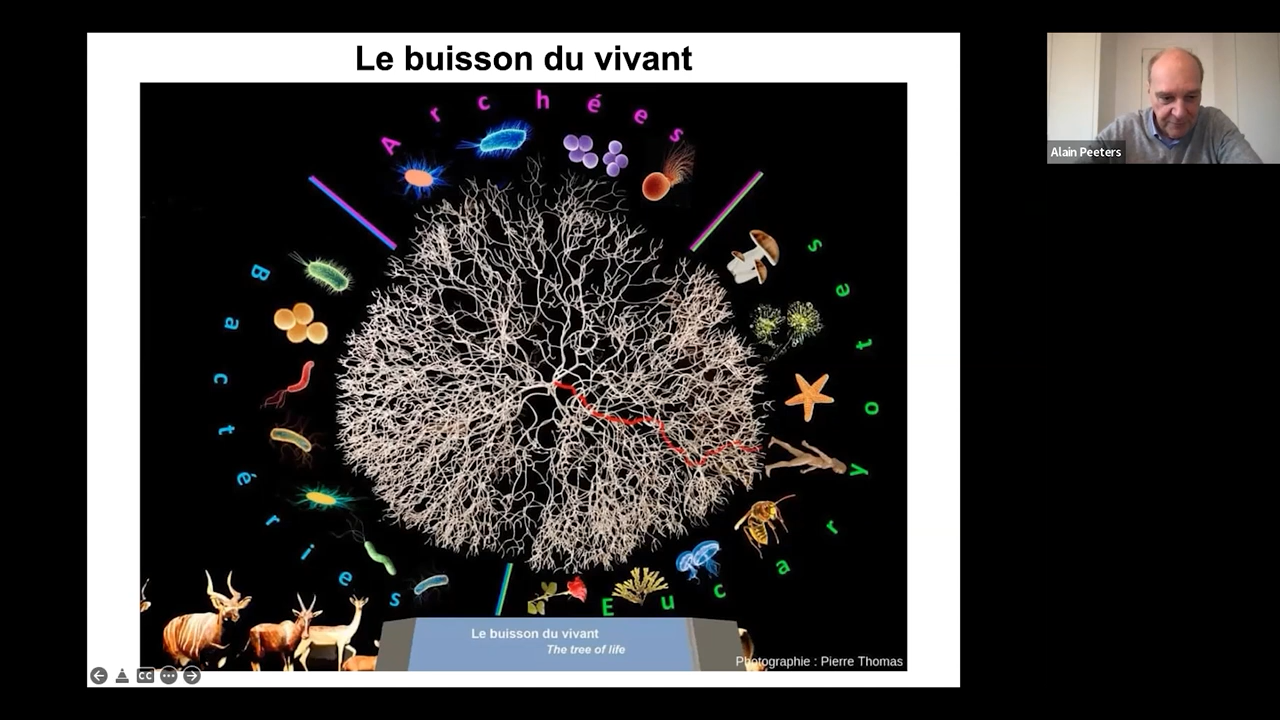 Le buisson du vivant
Archées
Bactéries
Eucaryotes
Le buisson du vivant
The tree of life
Photographie : Pierre Thomas
CC
Alain Peeters